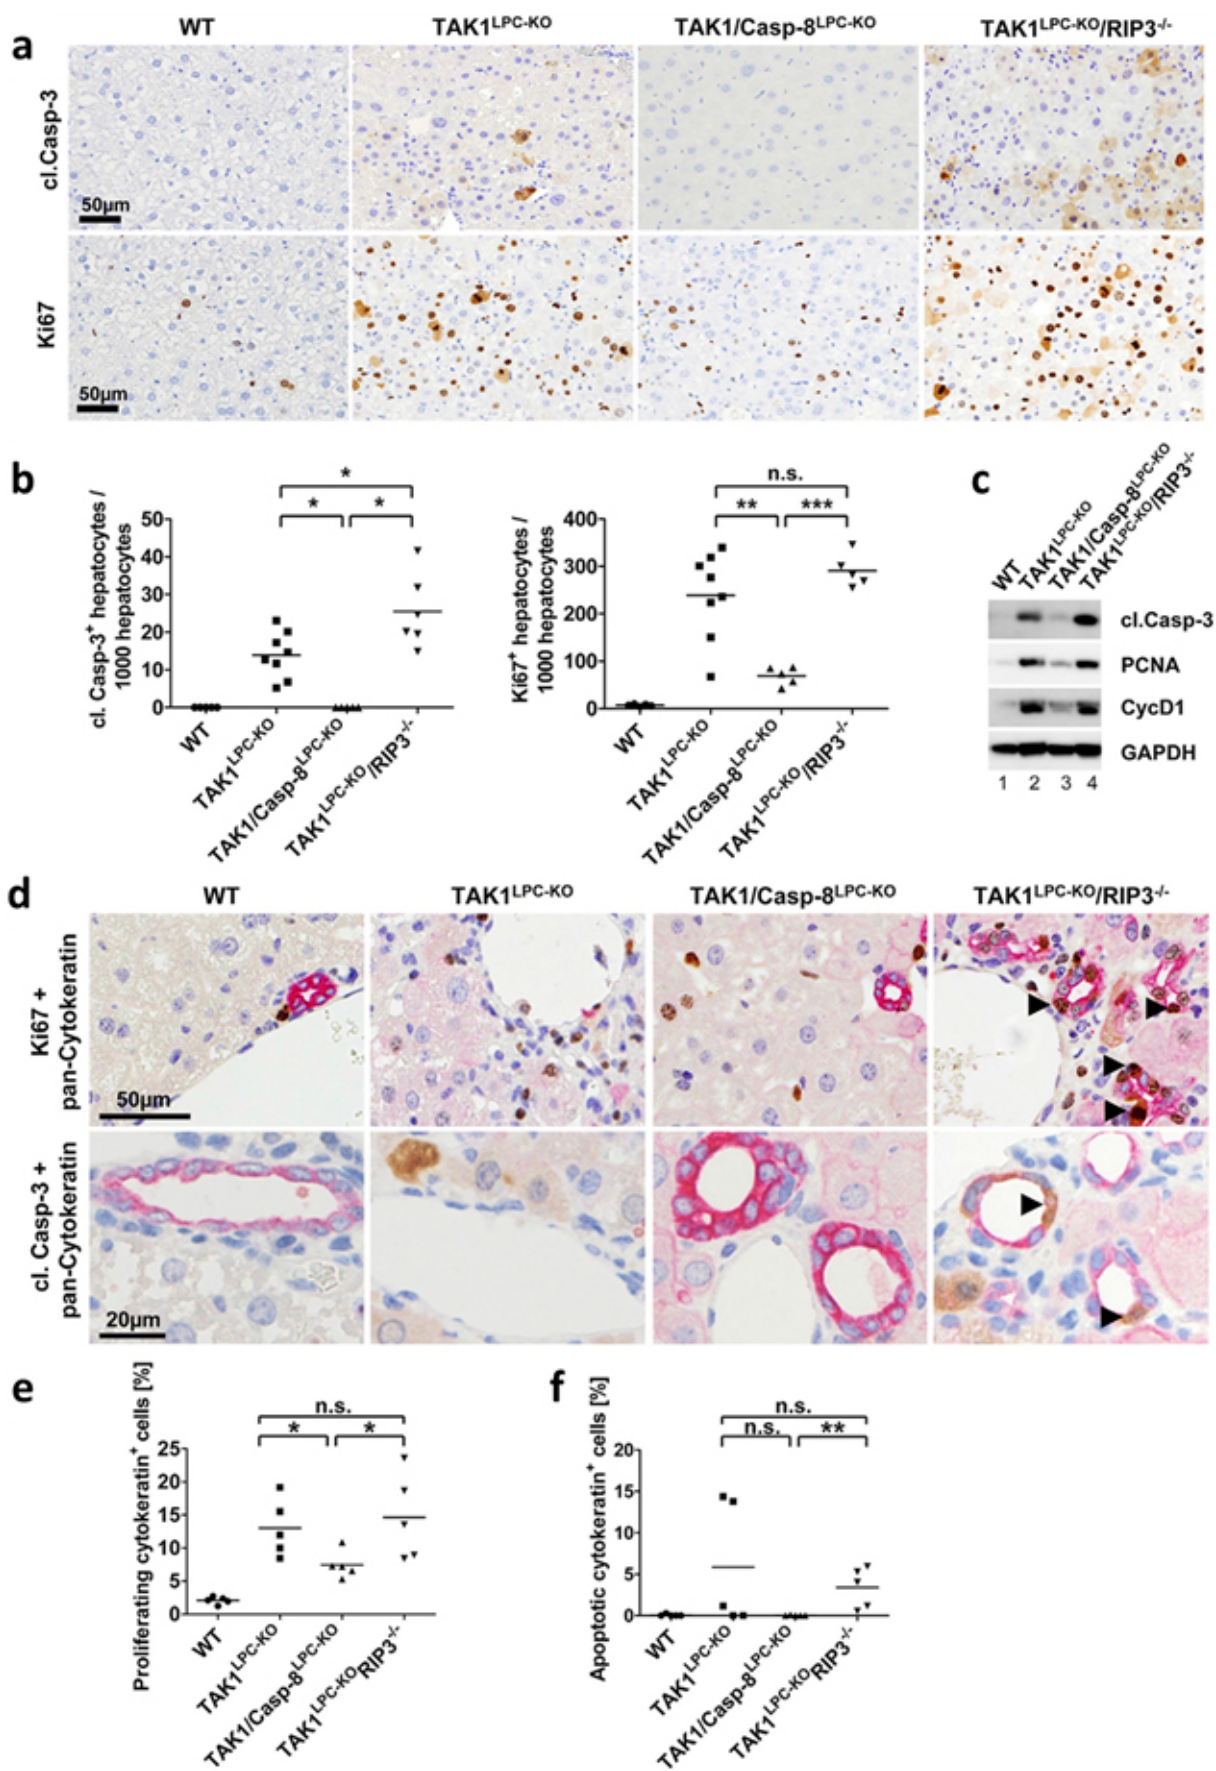 a
WT TAK1LPC-KO TAK1/Casp-8LPC-KO TAK1LPC-KO/RIP3-/-
cl.Casp-3
50µm
Ki67
50µm
b
* * *
cl. Casp-3+ hepatocytes /
1000 hepatocytes
50
40
30
20
10
0
WT TAK1LPC-KO TAK1/Casp-8LPC-KO TAK1LPC-KO/RIP3-/-
n.s.
** ***
Ki67+ hepatocytes /
1000 hepatocytes
400
300
200
100
0
WT TAK1LPC-KO TAK1/Casp-8LPC-KO TAK1LPC-KO/RIP3-/-
c
WT TAK1LPC-KO TAK1/Casp-8LPC-KO TAK1LPC-KO/RIP3-/-
cl.Casp-3
PCNA
CycD1
GAPDH
1 2 3 4
d
WT TAK1LPC-KO TAK1/Casp-8LPC-KO TAK1LPC-KO/RIP3-/-
Ki67 +
pan-Cytokeratin
50µm
cl. Casp-3 +
pan-Cytokeratin
20µm
e
n.s.
* *
Proliferating cytokeratin+ cells [%]
25
20
15
10
5
0
WT TAK1LPC-KO TAK1/Casp-8LPC-KO TAK1LPC-KORIP3-/-
f
n.s.
n.s. **
Apoptotic cytokeratin+ cells [%]
20
15
10
5
0
WT TAK1LPC-KO TAK1/Casp-8LPC-KO TAK1LPC-KORIP3-/-